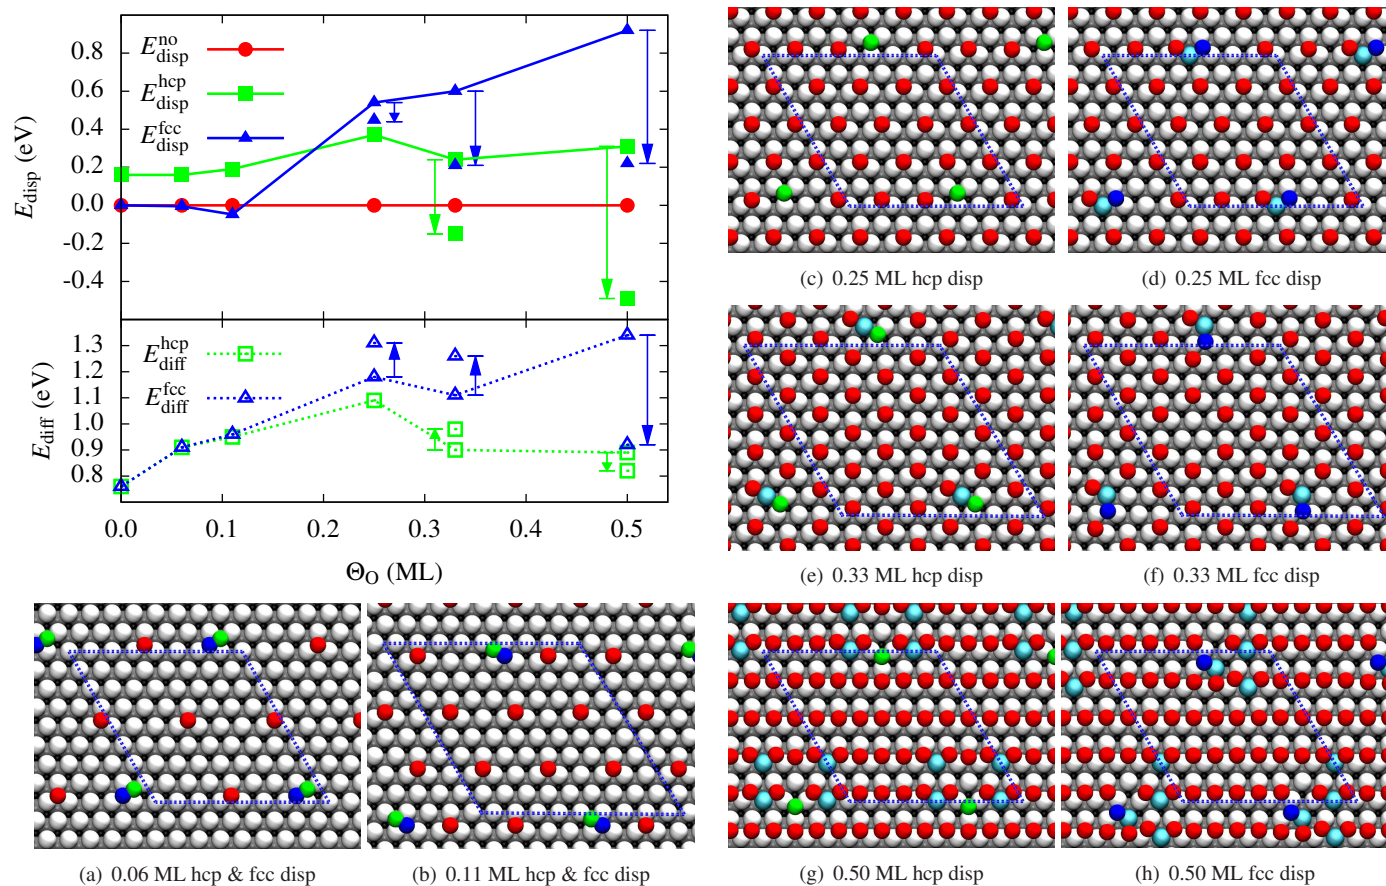 0.8
0.6
0.4
0.2
0.0
-0.2
-0.4
E_disp (eV)
E^no_disp
E^hcp_disp
E^fcc_disp
1.3
1.2
1.1
1.0
0.9
0.8
E_diff (eV)
E^hcp_diff
E^fcc_diff
0.0 0.1 0.2 0.3 0.4 0.5
Θ_O (ML)
(c) 0.25 ML hcp disp
(d) 0.25 ML fcc disp
(e) 0.33 ML hcp disp
(f) 0.33 ML fcc disp
(a) 0.06 ML hcp & fcc disp
(b) 0.11 ML hcp & fcc disp
(g) 0.50 ML hcp disp
(h) 0.50 ML fcc disp